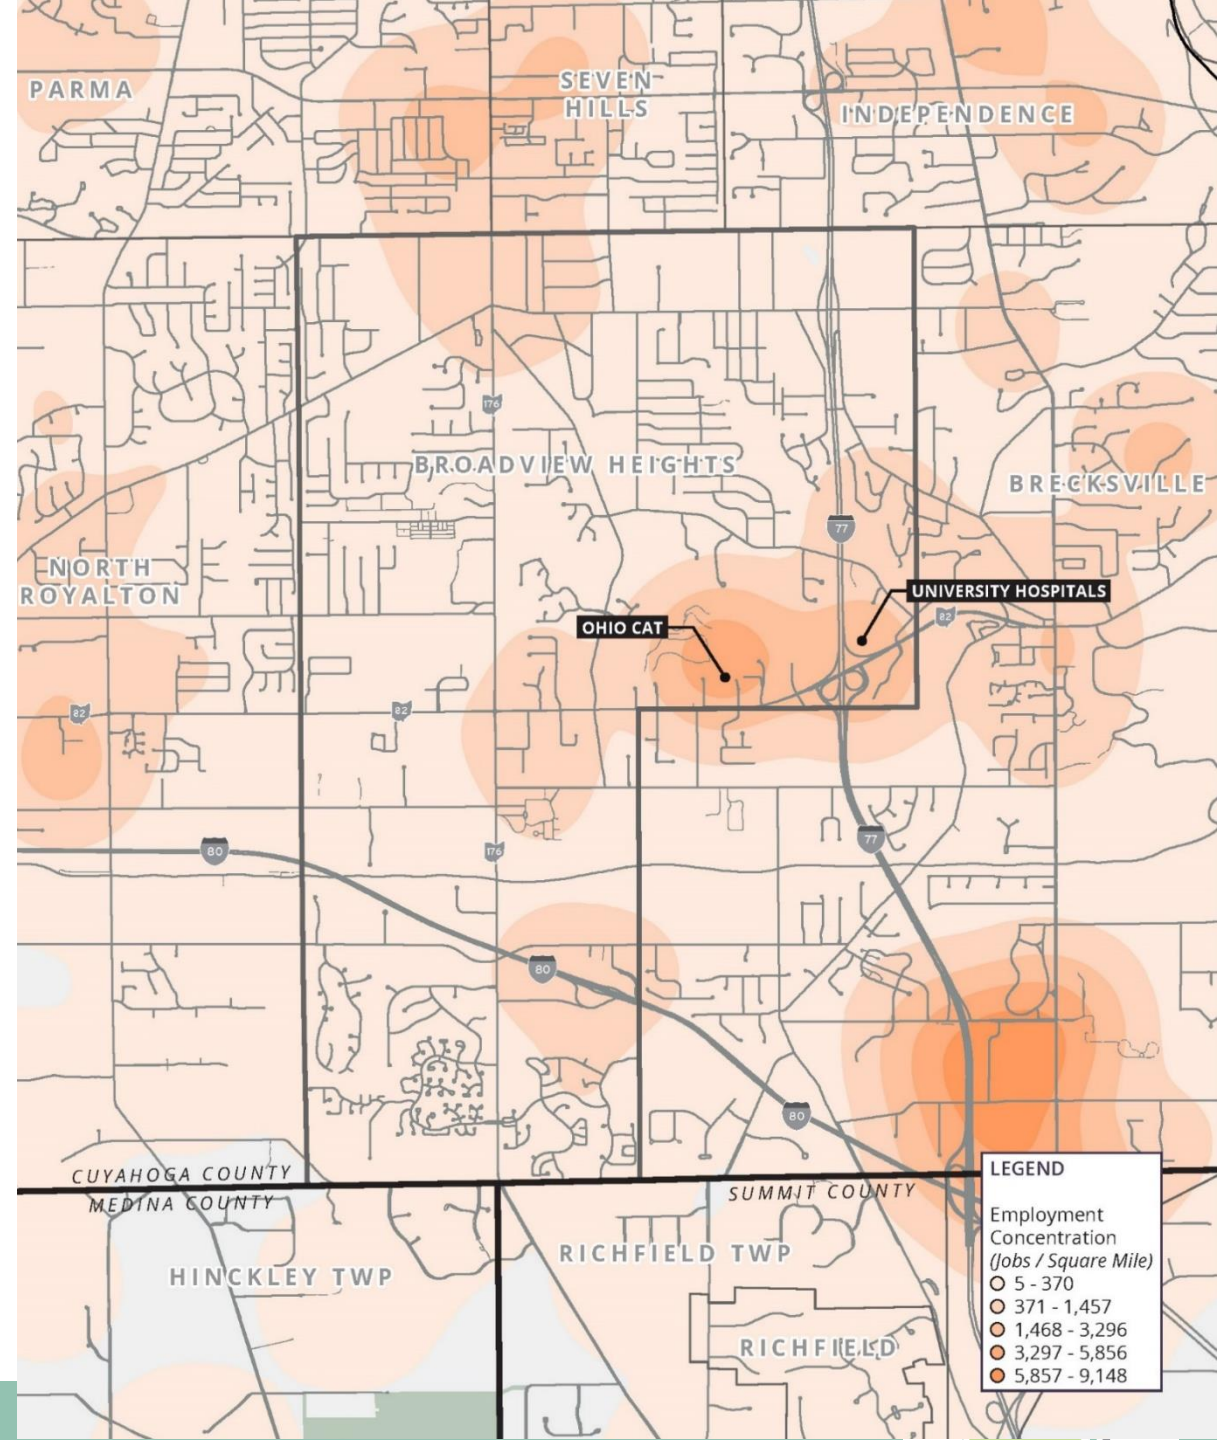 PARMA
SEVEN
HILLS
INDEPENDENCE
176
BROADVIEW HEIGHTS
BRECKSVILLE
77
NORTH
ROYALTON
UNIVERSITY HOSPITALS
82
OHIO CAT
82
82
80
176
77
80
80
CUYAHOGA COUNTY
MEDINA COUNTY
SUMMIT COUNTY
HINCKLEY TWP
RICHFIELD TWP
RICHFIELD
LEGEND
Employment
Concentration
(Jobs / Square Mile)
5 - 370
371 - 1,457
1,468 - 3,296
3,297 - 5,856
5,857 - 9,148